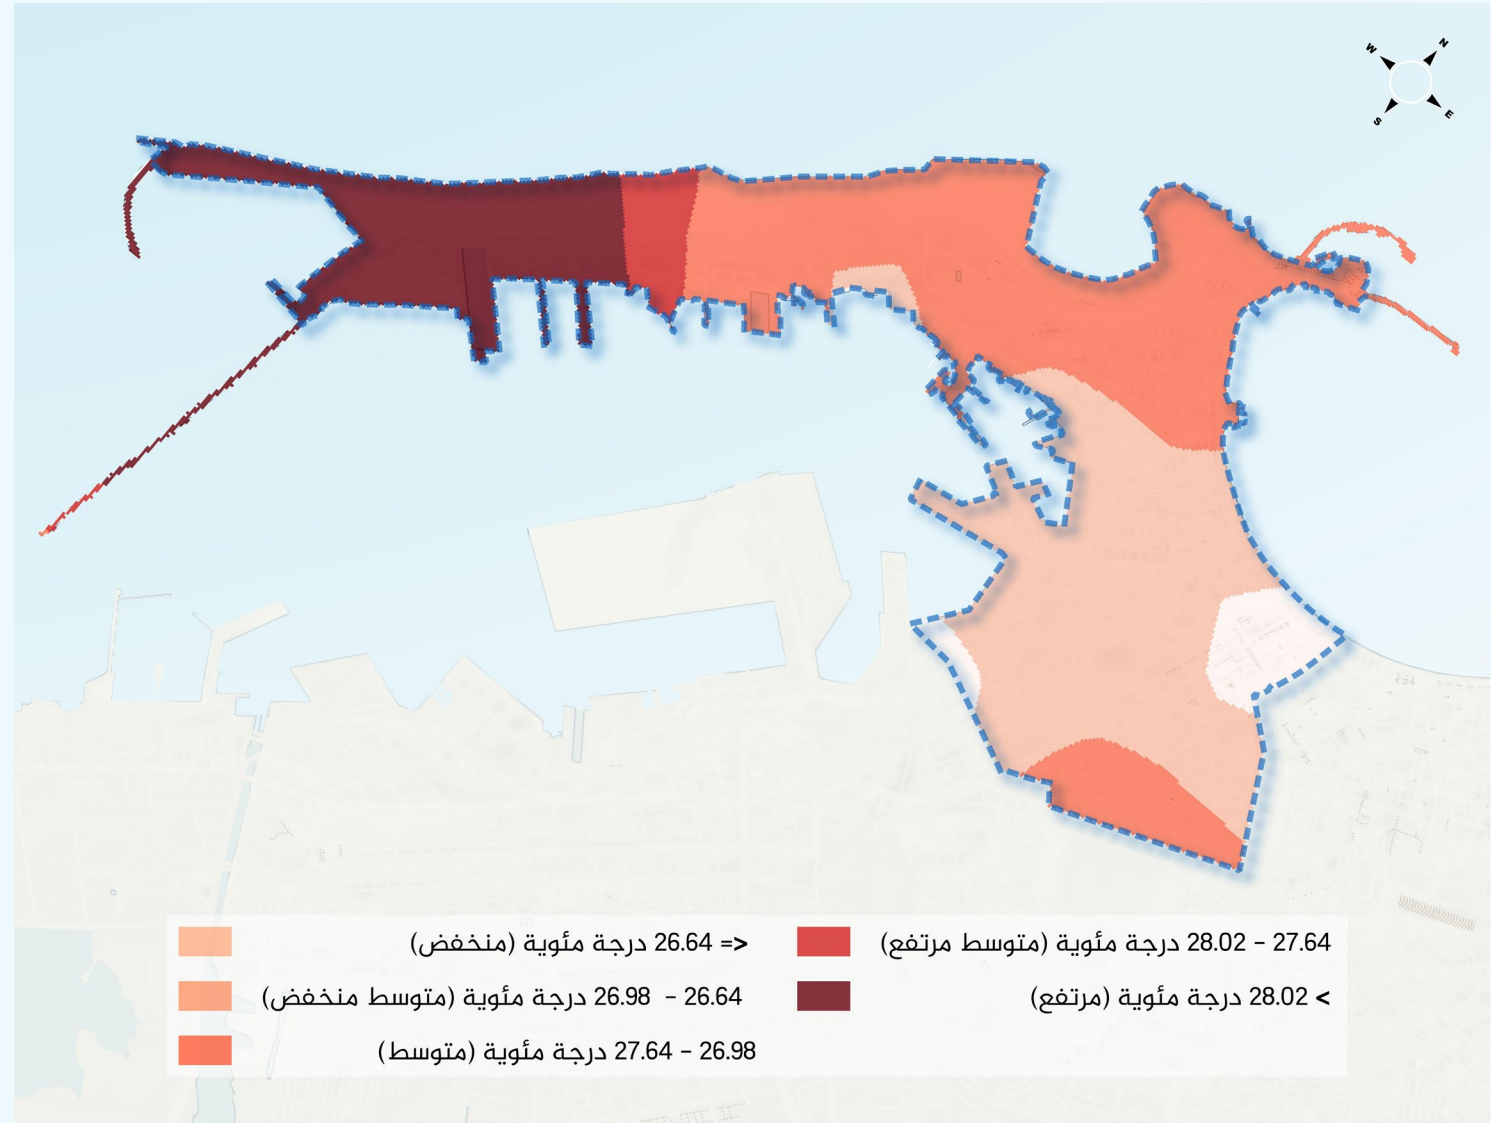 N
W
E
S
27.64 - 28.02 درجة مئوية (متوسط مرتفع)
> 28.02 درجة مئوية (مرتفع)
<= 26.64 درجة مئوية (منخفض)
26.64 - 26.98 درجة مئوية (متوسط منخفض)
26.98 - 27.64 درجة مئوية (متوسط)